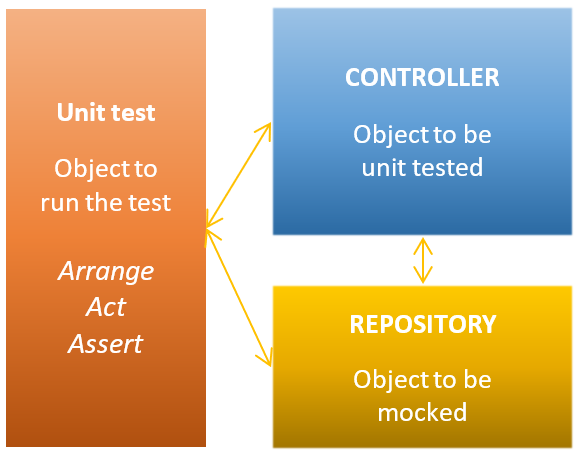 Unit test
Object to
run the test
Arrange
Act
Assert
CONTROLLER
Object to be
unit tested
REPOSITORY
Object to be
mocked